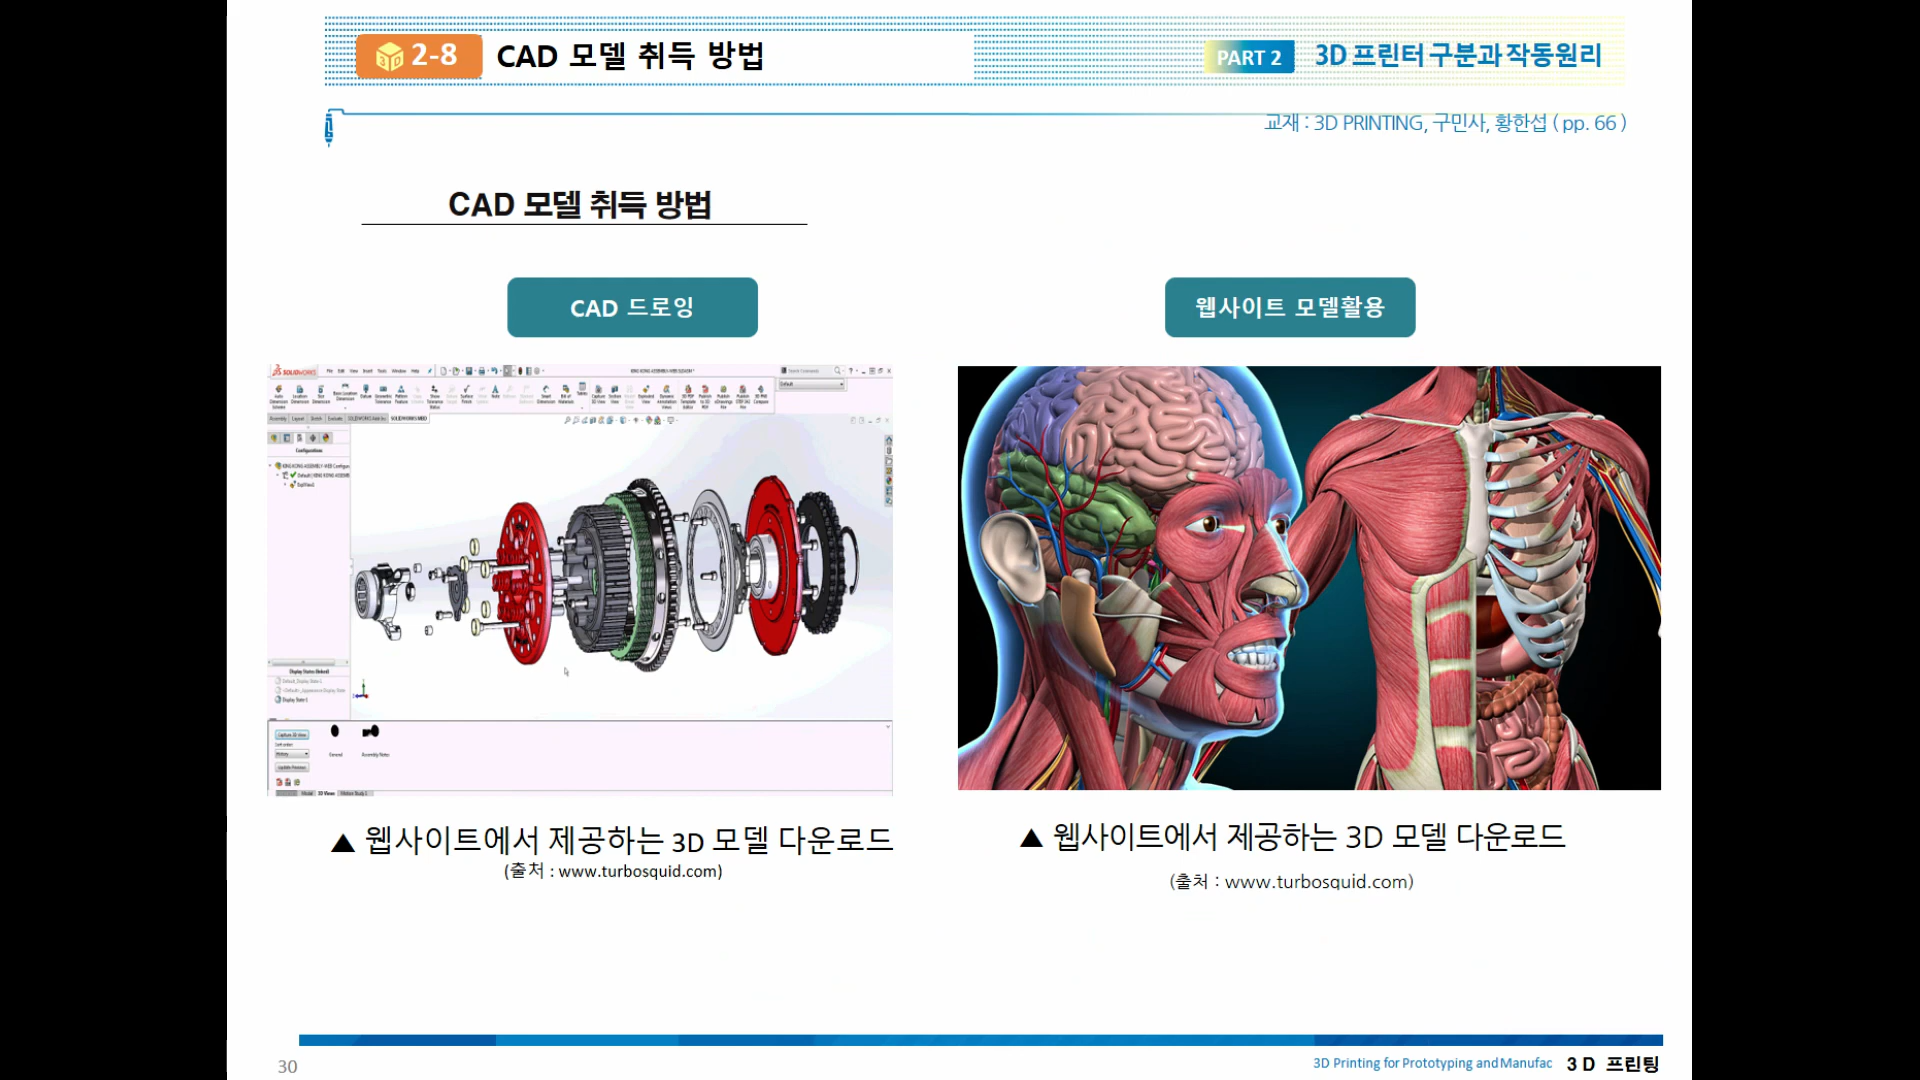 2-8 CAD 모델 취득 방법
PART 2 3D 프린터 구분과 작동원리
교재 : 3D PRINTING, 구민사, 황한섭 ( pp. 66 )
CAD 모델 취득 방법
CAD 드로잉
웹사이트 모델활용
SOLIDWORKS
▲ 웹사이트에서 제공하는 3D 모델 다운로드
(출처 : www.turbosquid.com)
▲ 웹사이트에서 제공하는 3D 모델 다운로드
(출처 : www.turbosquid.com)
30
3D Printing for Prototyping and Manufac 3 D 프린팅